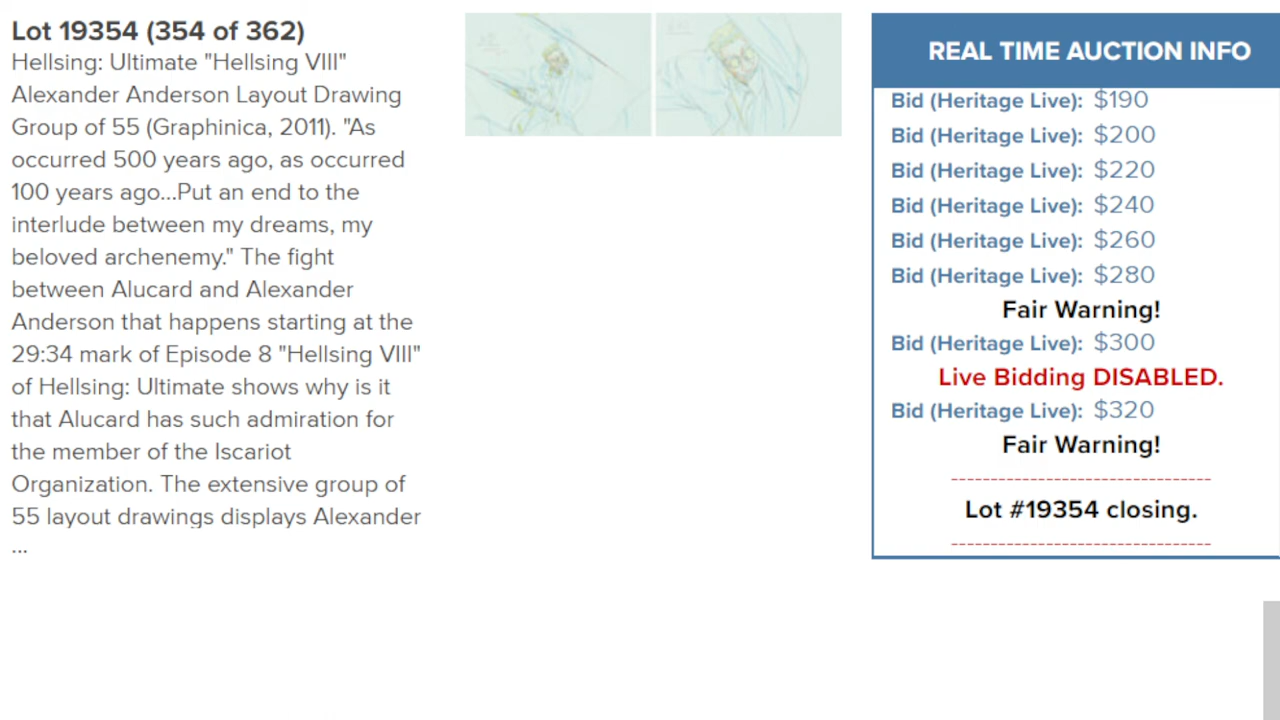 Lot 19354 (354 of 362)
Hellsing: Ultimate "Hellsing VIII"
Alexander Anderson Layout Drawing
Group of 55 (Graphinica, 2011). "As
occurred 500 years ago, as occurred
100 years ago...Put an end to the
interlude between my dreams, my
beloved archenemy." The fight
between Alucard and Alexander
Anderson that happens starting at the
29:34 mark of Episode 8 "Hellsing VIII"
of Hellsing: Ultimate shows why is it
that Alucard has such admiration for
the member of the Iscariot
Organization. The extensive group of
55 layout drawings displays Alexander
...
REAL TIME AUCTION INFO
Bid (Heritage Live): $190
Bid (Heritage Live): $200
Bid (Heritage Live): $220
Bid (Heritage Live): $240
Bid (Heritage Live): $260
Bid (Heritage Live): $280
Fair Warning!
Bid (Heritage Live): $300
Live Bidding DISABLED.
Bid (Heritage Live): $320
Fair Warning!
---------------------------------
Lot #19354 closing.
---------------------------------